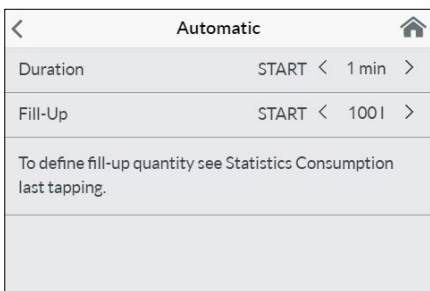 Automatic
Duration START < 1 min >
Fill-Up START < 100 l >
To define fill-up quantity see Statistics Consumption
last tapping.